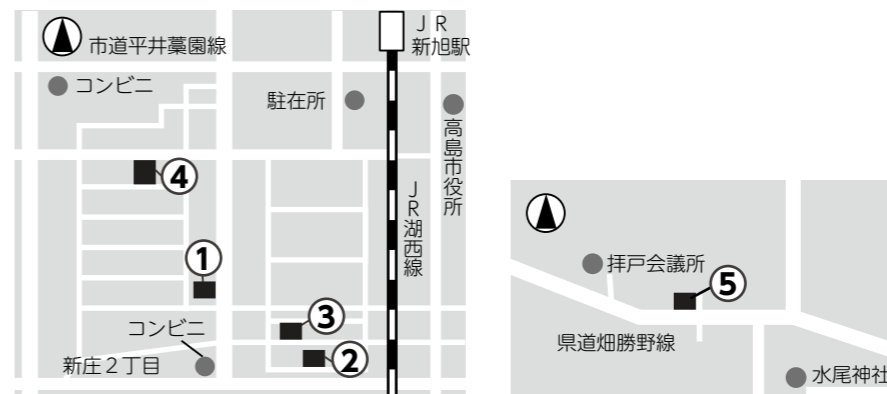 市道平井藁園線
ＪＲ
新旭駅
コンビニ
駐在所
高島市役所
ＪＲ湖西線
④
①
③
②
コンビニ
新庄２丁目
拝戸会議所
⑤
県道畑勝野線
水尾神社